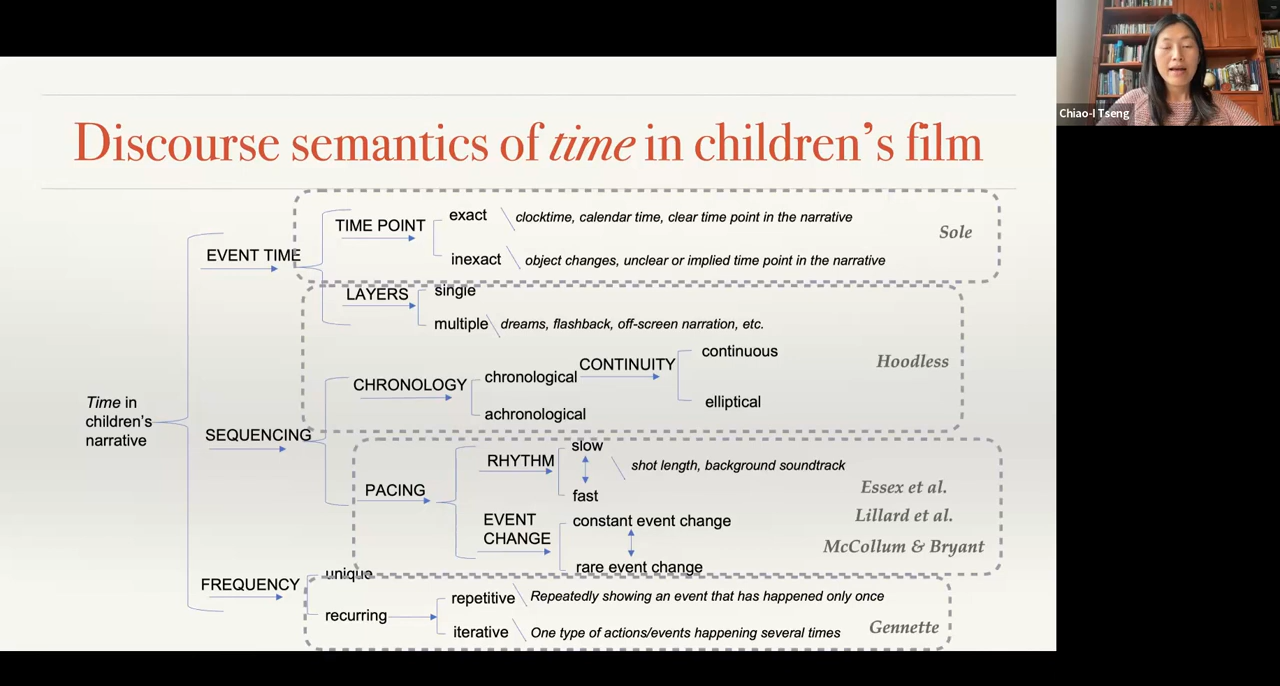 Chiao-I Tseng
Discourse semantics of time in children's film
TIME POINT
exact
clocktime, calendar time, clear time point in the narrative
Sole
EVENT TIME
inexact
object changes, unclear or implied time point in the narrative
LAYERS
single
multiple
dreams, flashback, off-screen narration, etc.
CONTINUITY
continuous
Hoodless
CHRONOLOGY
chronological
elliptical
achronological
Time in
children's
narrative
SEQUENCING
RHYTHM
slow
shot length, background soundtrack
fast
PACING
Essex et al.
Lillard et al.
McCollum & Bryant
EVENT
CHANGE
constant event change
rare event change
FREQUENCY
unique
recurring
repetitive
Repeatedly showing an event that has happened only once
iterative
One type of actions/events happening several times
Gennette